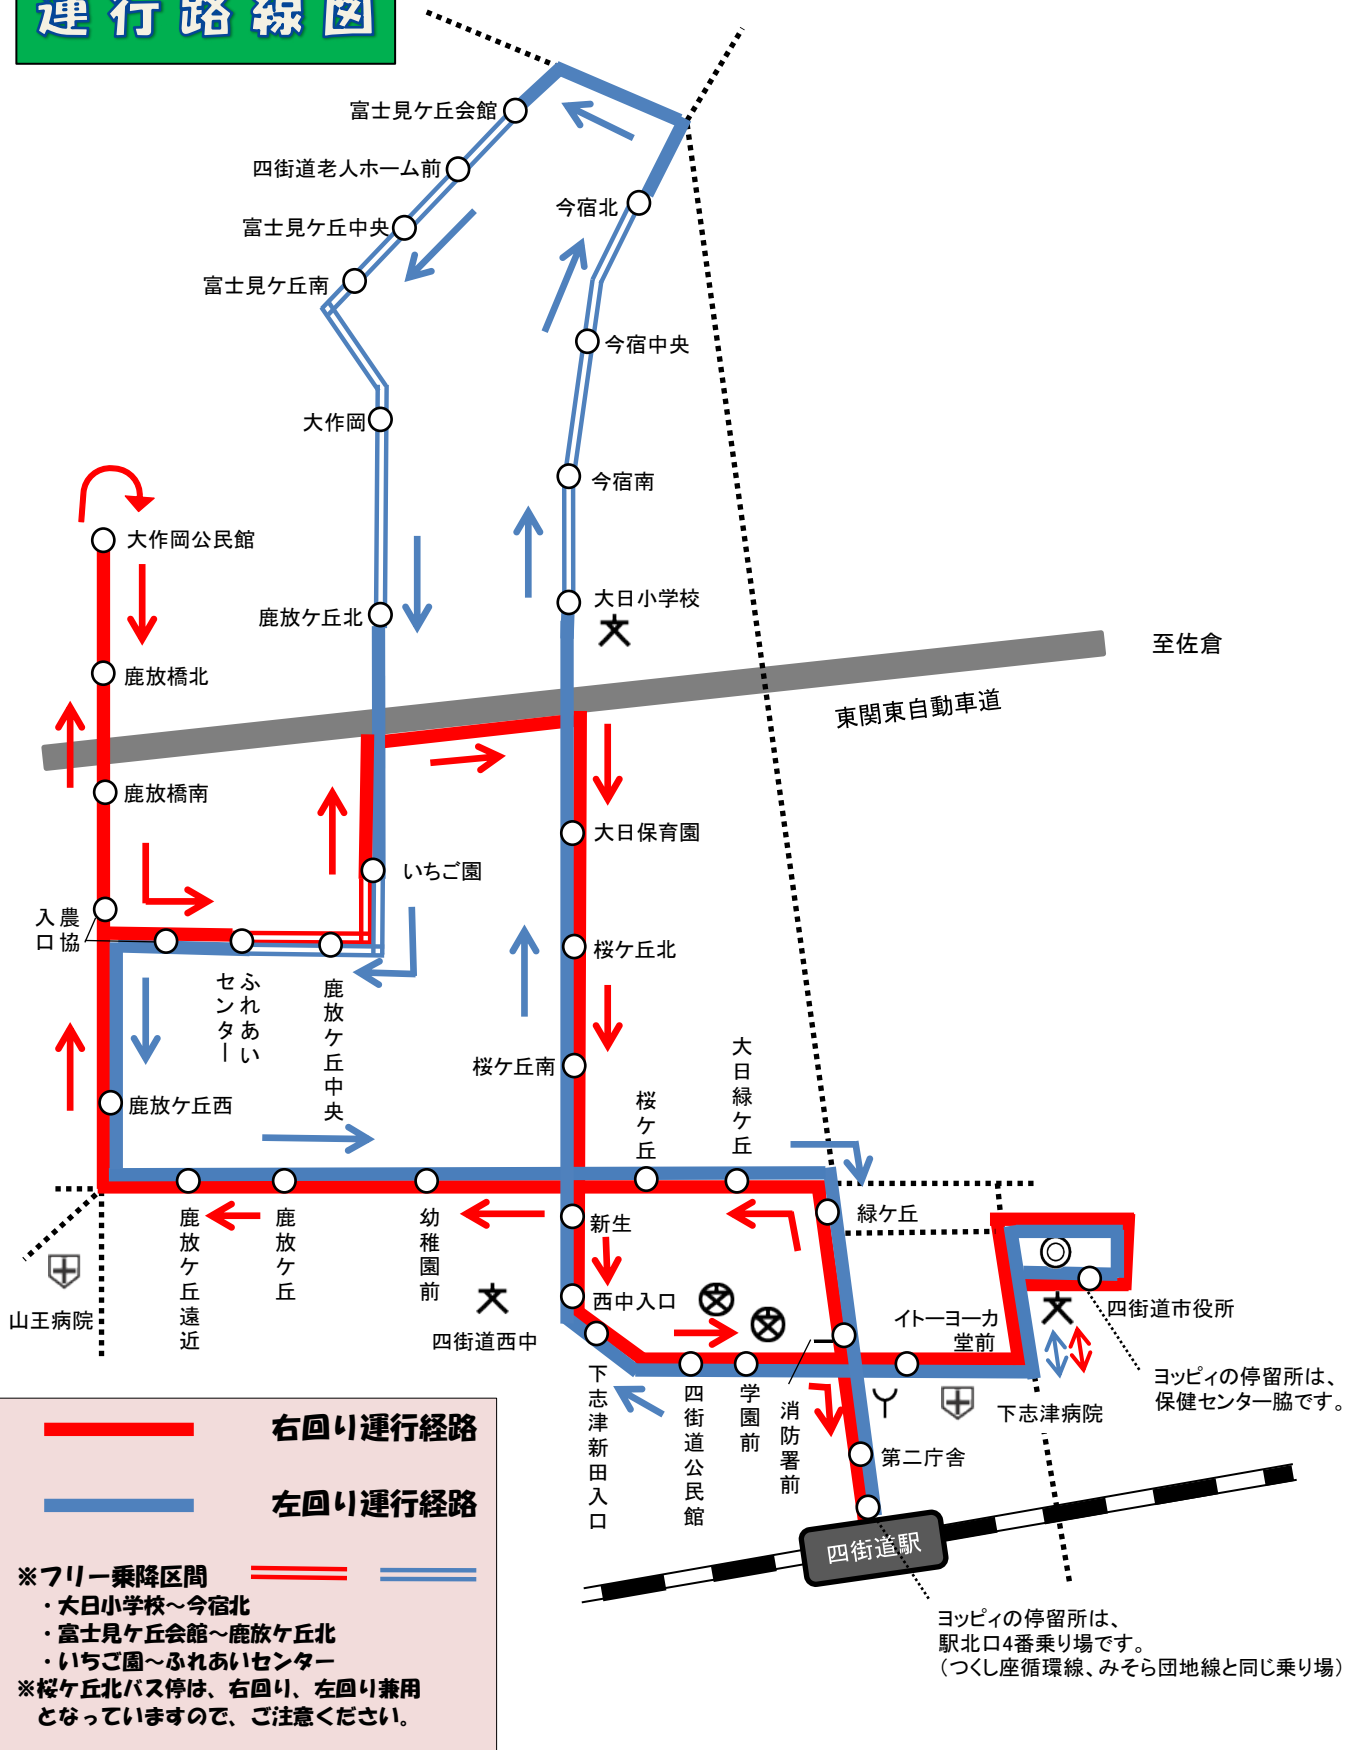 運行路線図
富士見ケ丘会館
四街道老人ホーム前
富士見ケ丘中央
富士見ケ丘南
今宿北
今宿中央
大作岡
今宿南
大作岡公民館
鹿放ケ丘北
大日小学校
至佐倉
東関東自動車道
鹿放橋北
鹿放橋南
大日保育園
いちご園
農協
入口
桜ケ丘北
ふれあい
センター
鹿放ケ丘中央
桜ケ丘南
大日緑ケ丘
桜ケ丘
鹿放ケ丘西
緑ケ丘
新生
鹿放ケ丘遠近
鹿放ケ丘
幼稚園前
山王病院
四街道西中
西中入口
イトーヨーカ
堂前
四街道市役所
ヨッピィの停留所は、
保健センター脇です。
下志津新田入口
四街道公民館
学園前
消防署前
下志津病院
第二庁舎
四街道駅
ヨッピィの停留所は、
駅北口4番乗り場です。
（つくし座循環線、みそら団地線と同じ乗り場）
右回り運行経路
左回り運行経路
※フリー乗降区間
・大日小学校～今宿北
・富士見ケ丘会館～鹿放ケ丘北
・いちご園～ふれあいセンター
※桜ケ丘北バス停は、右回り、左回り兼用
となっていますので、ご注意ください。